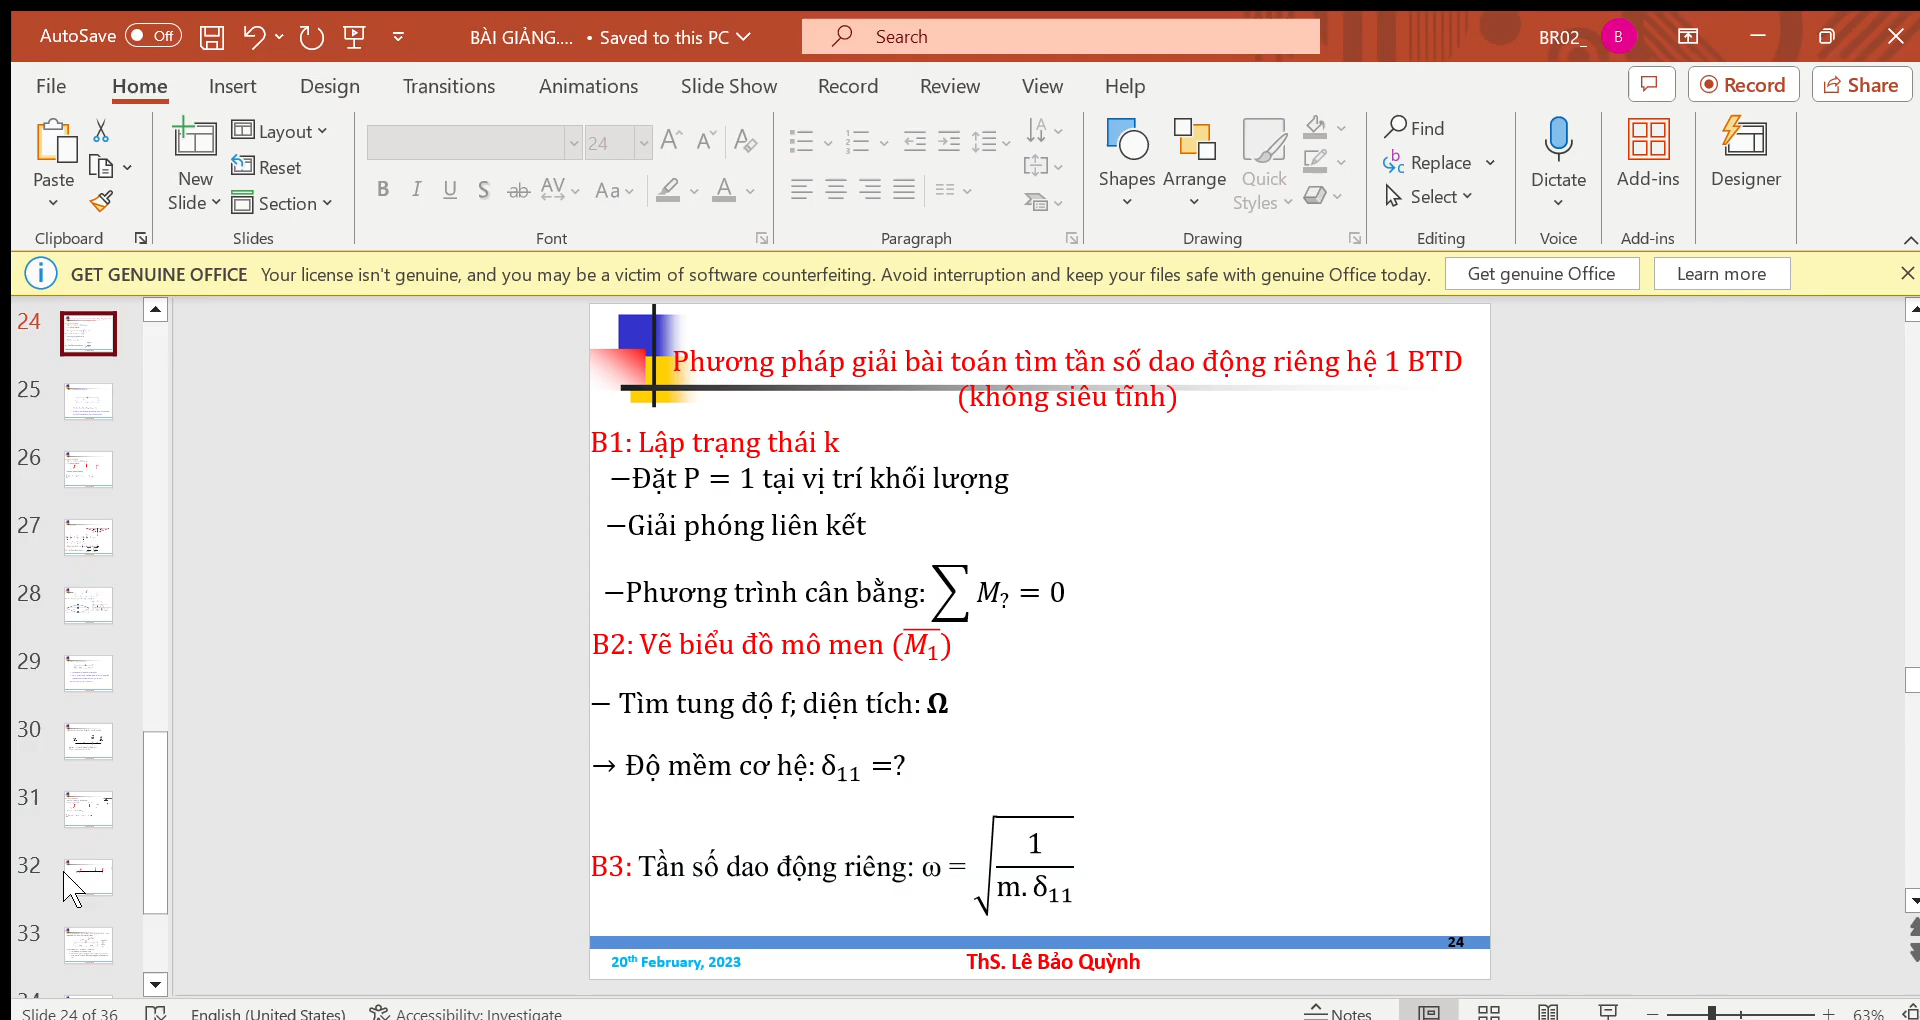 AutoSave Off BÀI GIẢNG.... • Saved to this PC Search BR02_ B
File Home Insert Design Transitions Animations Slide Show Record Review View Help Record Share
Paste New Slide Layout Reset Section 24 Shapes Arrange Quick Styles Find Replace Select Dictate Add-ins Designer
Clipboard Slides Font Paragraph Drawing Editing Voice Add-ins
GET GENUINE OFFICE Your license isn't genuine, and you may be a victim of software counterfeiting. Avoid interruption and keep your files safe with genuine Office today. Get genuine Office Learn more
24
25
26
27
28
29
30
31
32
33
Phương pháp giải bài toán tìm tần số dao động riêng hệ 1 BTD
(không siêu tĩnh)
B1: Lập trạng thái k
−Đặt P = 1 tại vị trí khối lượng
−Giải phóng liên kết
−Phương trình cân bằng: ∑ M? = 0
B2: Vẽ biểu đồ mô men (M̅₁)
− Tìm tung độ f; diện tích: Ω
→ Độ mềm cơ hệ: δ₁₁ =?
B3: Tần số dao động riêng: ω = √(1/(m. δ₁₁))
24
20th February, 2023 ThS. Lê Bảo Quỳnh
Slide 24 of 36 English (United States) Accessibility: Investigate Notes 63%